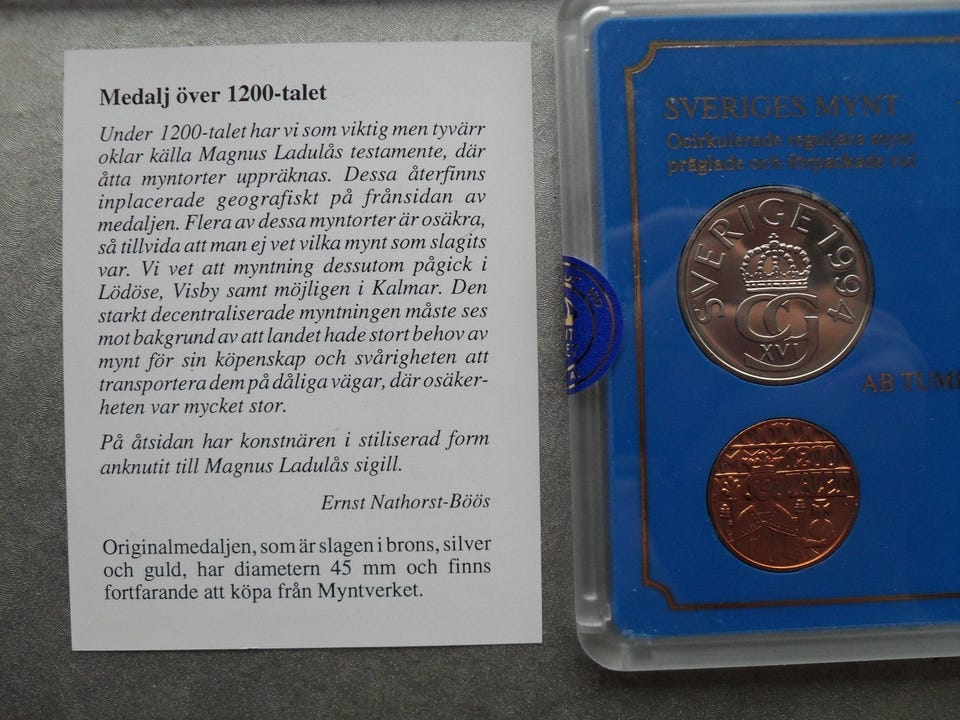 Medalj över 1200-talet
Under 1200-talet har vi som viktig men tyvärr
oklar källa Magnus Ladulås testamente, där
åtta myntorter uppräknas. Dessa återfinns
inplacerade geografiskt på frånsidan av
medaljen. Flera av dessa myntorter är osäkra,
så tillvida att man ej vet vilka mynt som slagits
var. Vi vet att myntning dessutom pågick i
Lödöse, Visby samt möjligen i Kalmar. Den
starkt decentraliserade myntningen måste ses
mot bakgrund av att landet hade stort behov av
mynt för sin köpenskap och svårigheten att
transportera dem på dåliga vägar, där osäker-
heten var mycket stor.
På åtsidan har konstnären i stiliserad form
anknutit till Magnus Ladulås sigill.
Ernst Nathorst-Böös
Originalmedaljen, som är slagen i brons, silver
och guld, har diametern 45 mm och finns
fortfarande att köpa från Myntverket.
SVERIGES MYNT
Ocirkulerade reguljära mynt
präglade och förpackade vid
SVERIGE 1994
XVI
AB TUM
1200
TALET